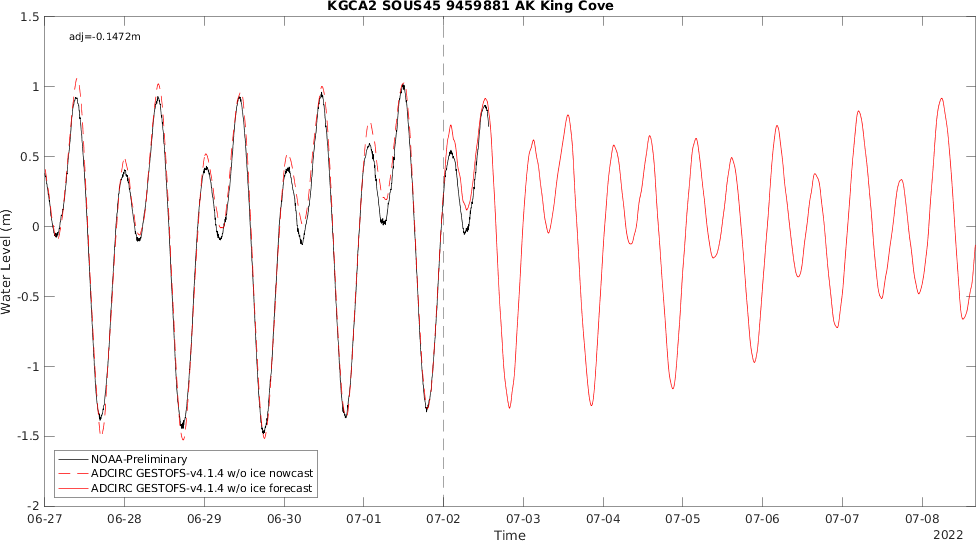 KGCA2 SOUS45 9459881 AK King Cove
adj=-0.1472m
1.5
1
0.5
0
-0.5
-1
-1.5
-2
Water Level (m)
NOAA-Preliminary
ADCIRC GESTOFS-v4.1.4 w/o ice nowcast
ADCIRC GESTOFS-v4.1.4 w/o ice forecast
06-27 06-28 06-29 06-30 07-01 07-02 07-03 07-04 07-05 07-06 07-07 07-08
Time
2022